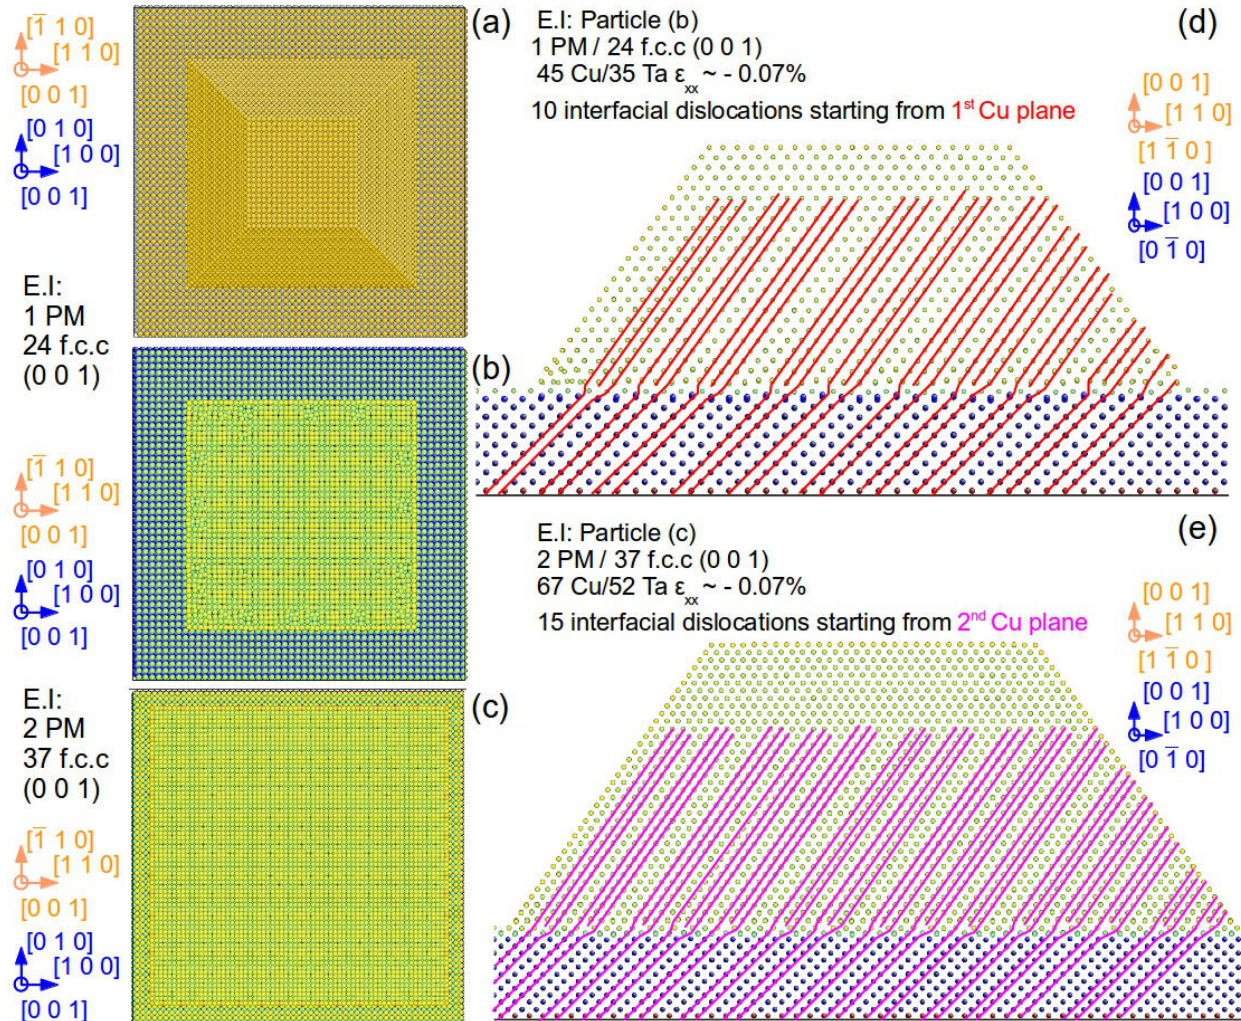 (a)
[1̅ 1 0]
[1 1 0]
[0 0 1]
[0 1 0]
[1 0 0]
[0 0 1]
E.I:
1 PM
24 f.c.c
(0 0 1)
(b)
[1̅ 1 0]
[1 1 0]
[0 0 1]
[0 1 0]
[1 0 0]
[0 0 1]
E.I:
2 PM
37 f.c.c
(0 0 1)
(c)
[1̅ 1 0]
[1 1 0]
[0 0 1]
[0 1 0]
[1 0 0]
[0 0 1]
E.I: Particle (b)
1 PM / 24 f.c.c (0 0 1)
45 Cu/35 Ta εxx ~ - 0.07%
10 interfacial dislocations starting from 1st Cu plane
(d)
[0 0 1]
[1 1 0]
[1 1̅ 0]
[0 0 1]
[1 0 0]
[0 1̅ 0]
E.I: Particle (c)
2 PM / 37 f.c.c (0 0 1)
67 Cu/52 Ta εxx ~ - 0.07%
15 interfacial dislocations starting from 2nd Cu plane
(e)
[0 0 1]
[1 1 0]
[1 1̅ 0]
[0 0 1]
[1 0 0]
[0 1̅ 0]